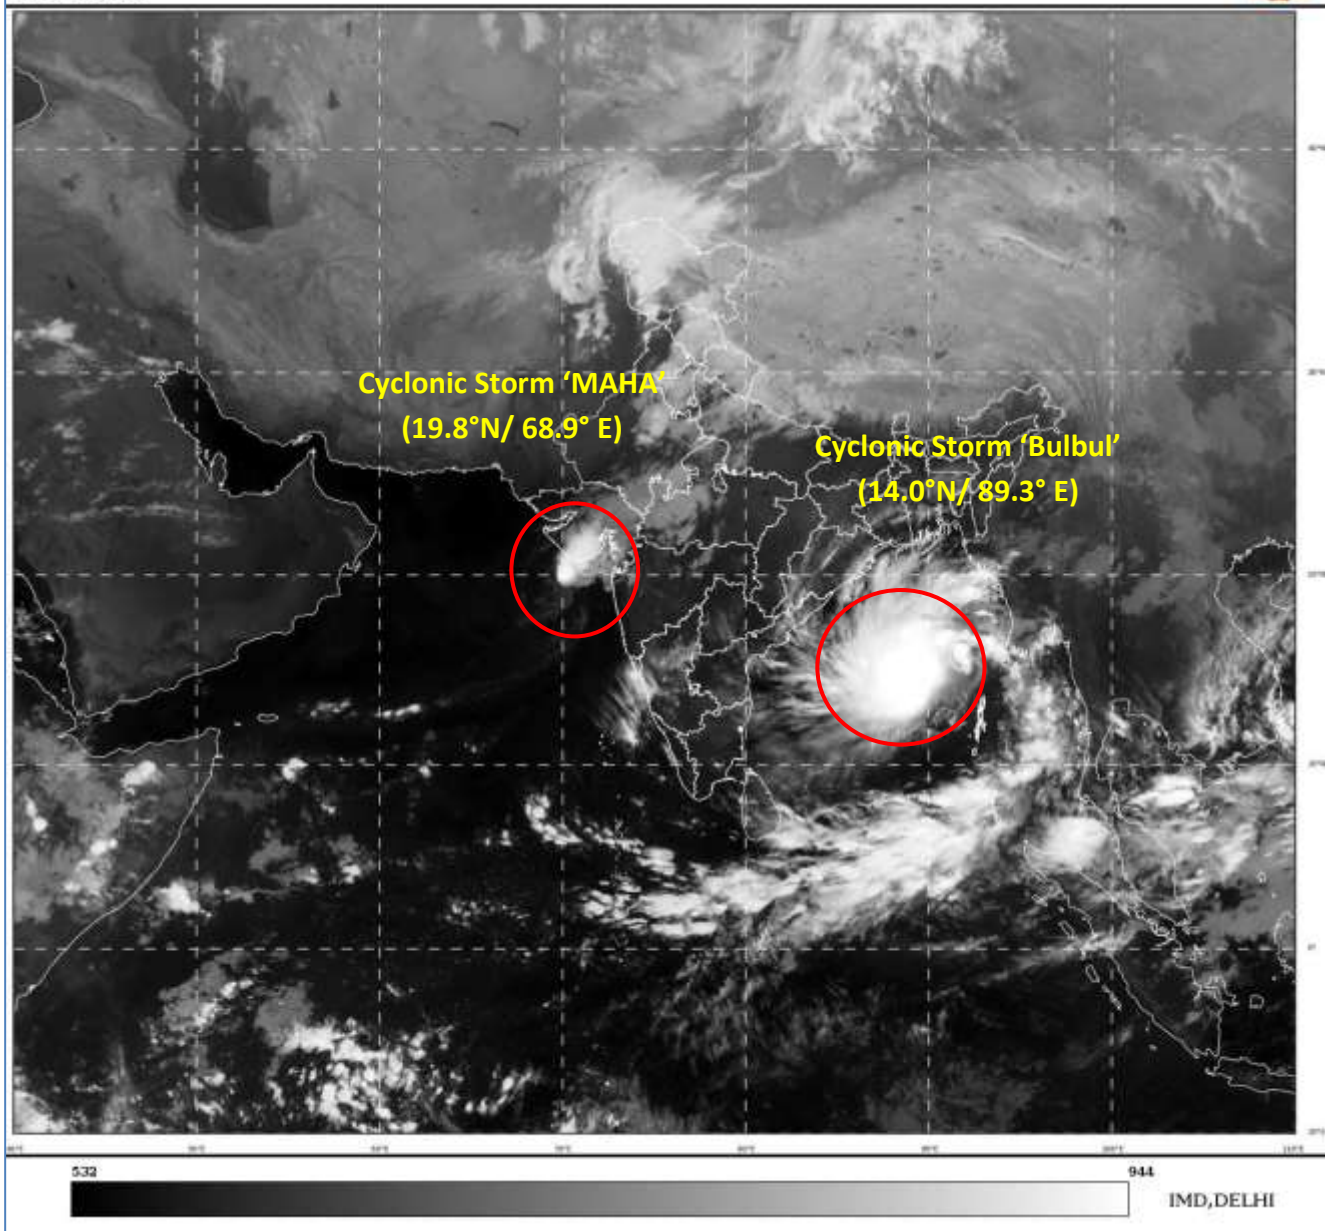 Cyclonic Storm ‘MAHA’
(19.8°N/ 68.9° E)
Cyclonic Storm ‘Bulbul’
(14.0°N/ 89.3° E)
532
944
IMD,DELHI